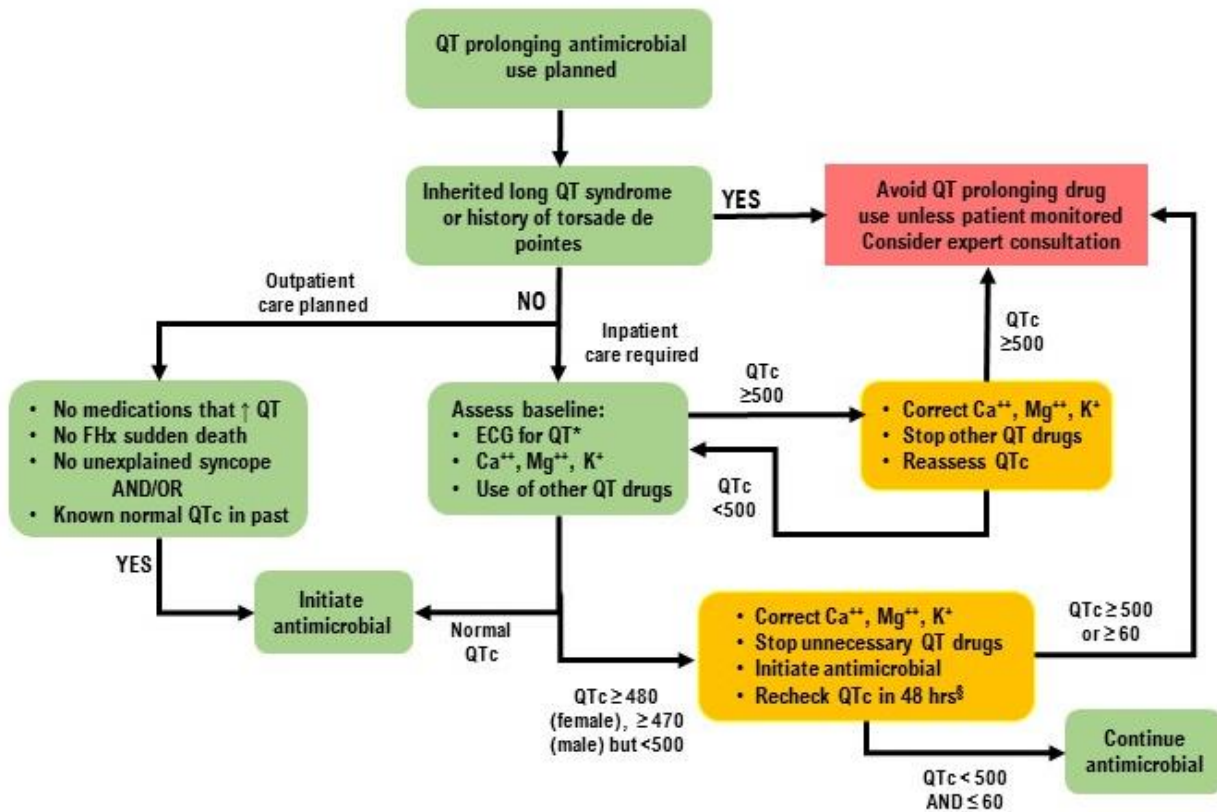 QT prolonging antimicrobial
use planned
Inherited long QT syndrome
or history of torsade de
pointes
YES
Avoid QT prolonging drug
use unless patient monitored
Consider expert consultation
Outpatient
care planned
NO
Inpatient
care required
QTc
≥500
QTc
≥500
• No medications that ↑ QT
• No FHx sudden death
• No unexplained syncope
AND/OR
• Known normal QTc in past
Assess baseline:
• ECG for QT*
• Ca⁺⁺, Mg⁺⁺, K⁺
• Use of other QT drugs
• Correct Ca⁺⁺, Mg⁺⁺, K⁺
• Stop other QT drugs
• Reassess QTc
QTc
<500
YES
Initiate
antimicrobial
Normal
QTc
QTc ≥ 480
(female), ≥ 470
(male) but <500
• Correct Ca⁺⁺, Mg⁺⁺, K⁺
• Stop unnecessary QT drugs
• Initiate antimicrobial
• Recheck QTc in 48 hrs§
QTc ≥ 500
or ≥ 60
QTc < 500
AND ≤ 60
Continue
antimicrobial